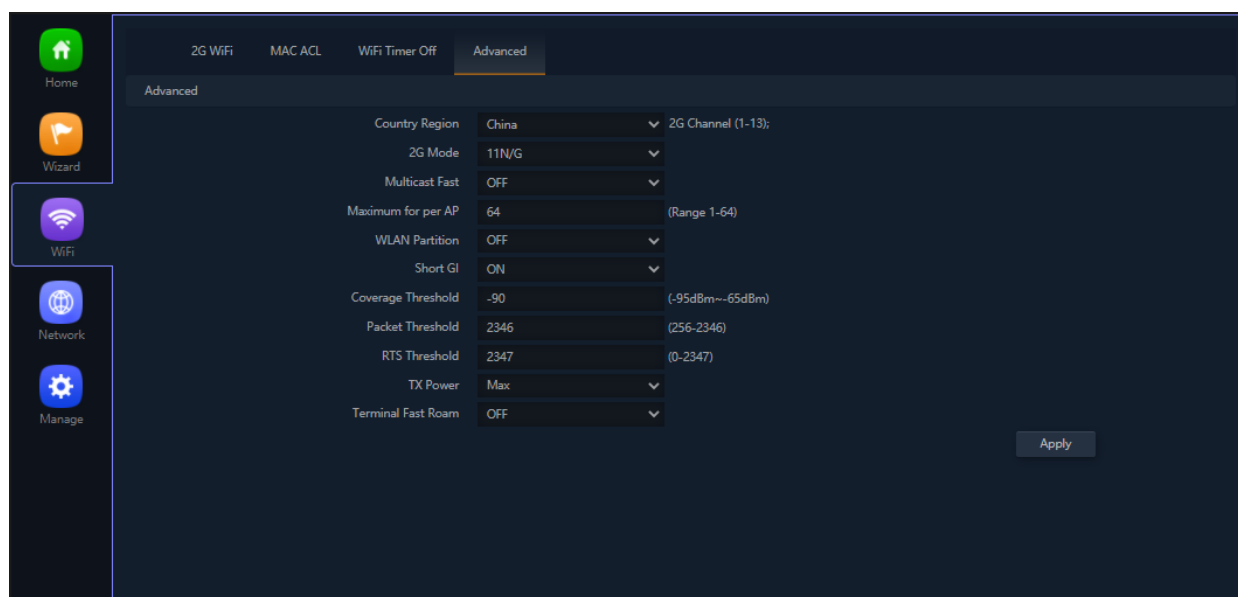 Home
Wizard
WiFi
Network
Manage
2G WiFi MAC ACL WiFi Timer Off Advanced
Advanced
Country Region China 2G Channel (1-13);
2G Mode 11N/G
Multicast Fast OFF
Maximum for per AP 64 (Range 1-64)
WLAN Partition OFF
Short GI ON
Coverage Threshold -90 (-95dBm~-65dBm)
Packet Threshold 2346 (256-2346)
RTS Threshold 2347 (0-2347)
TX Power Max
Terminal Fast Roam OFF
Apply